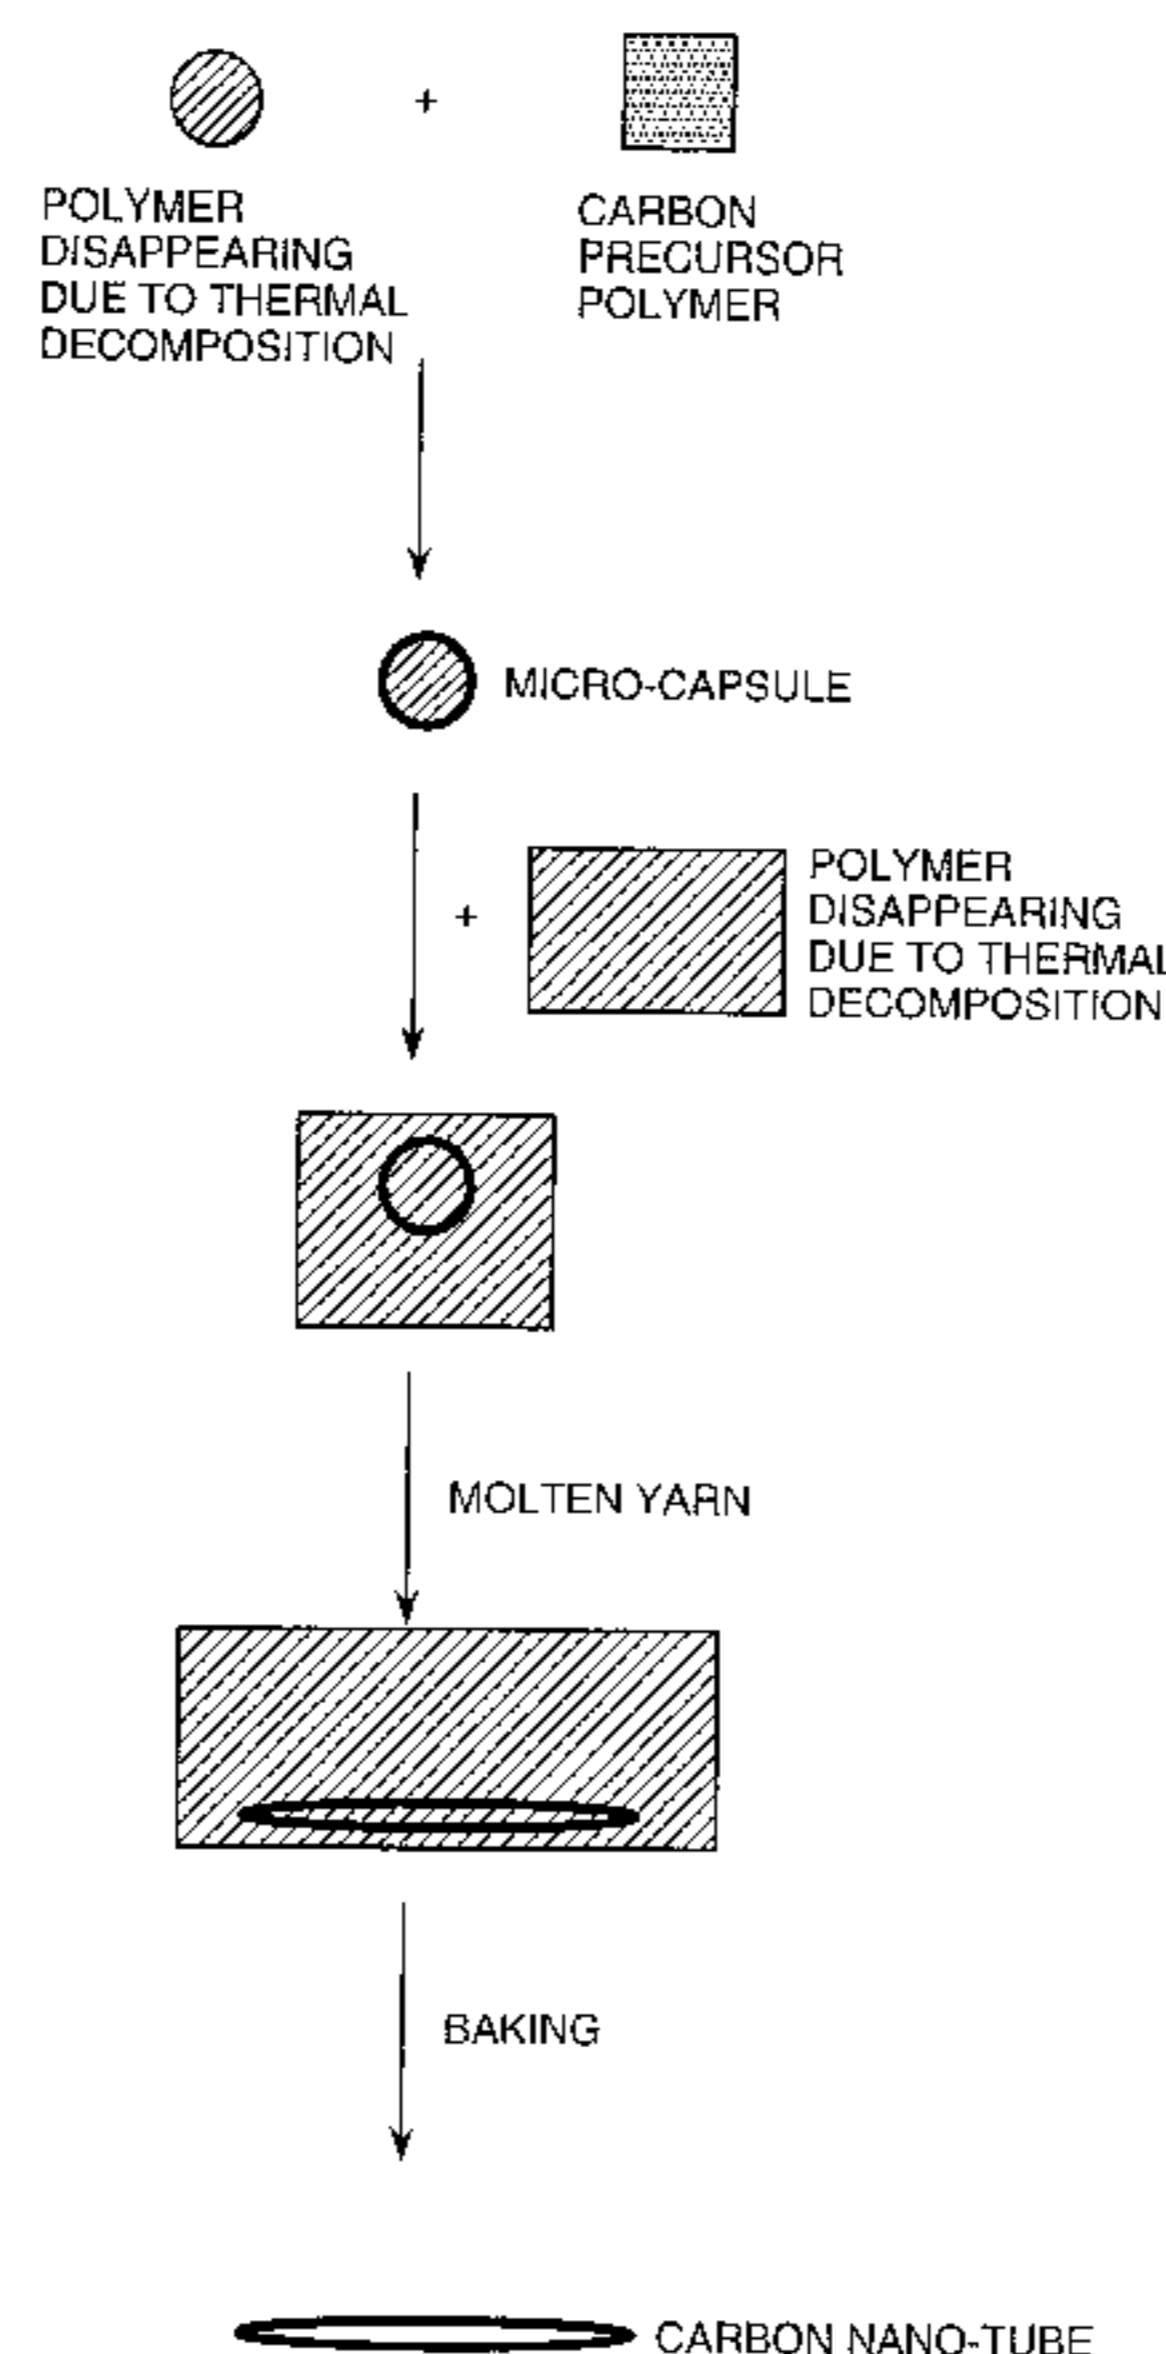 +
POLYMER
DISAPPEARING
DUE TO THERMAL
DECOMPOSITION
CARBON
PRECURSOR
POLYMER
MICRO-CAPSULE
+
POLYMER
DISAPPEARING
DUE TO THERMAL
DECOMPOSITION
MOLTEN YARN
BAKING
CARBON NANO-TUBE